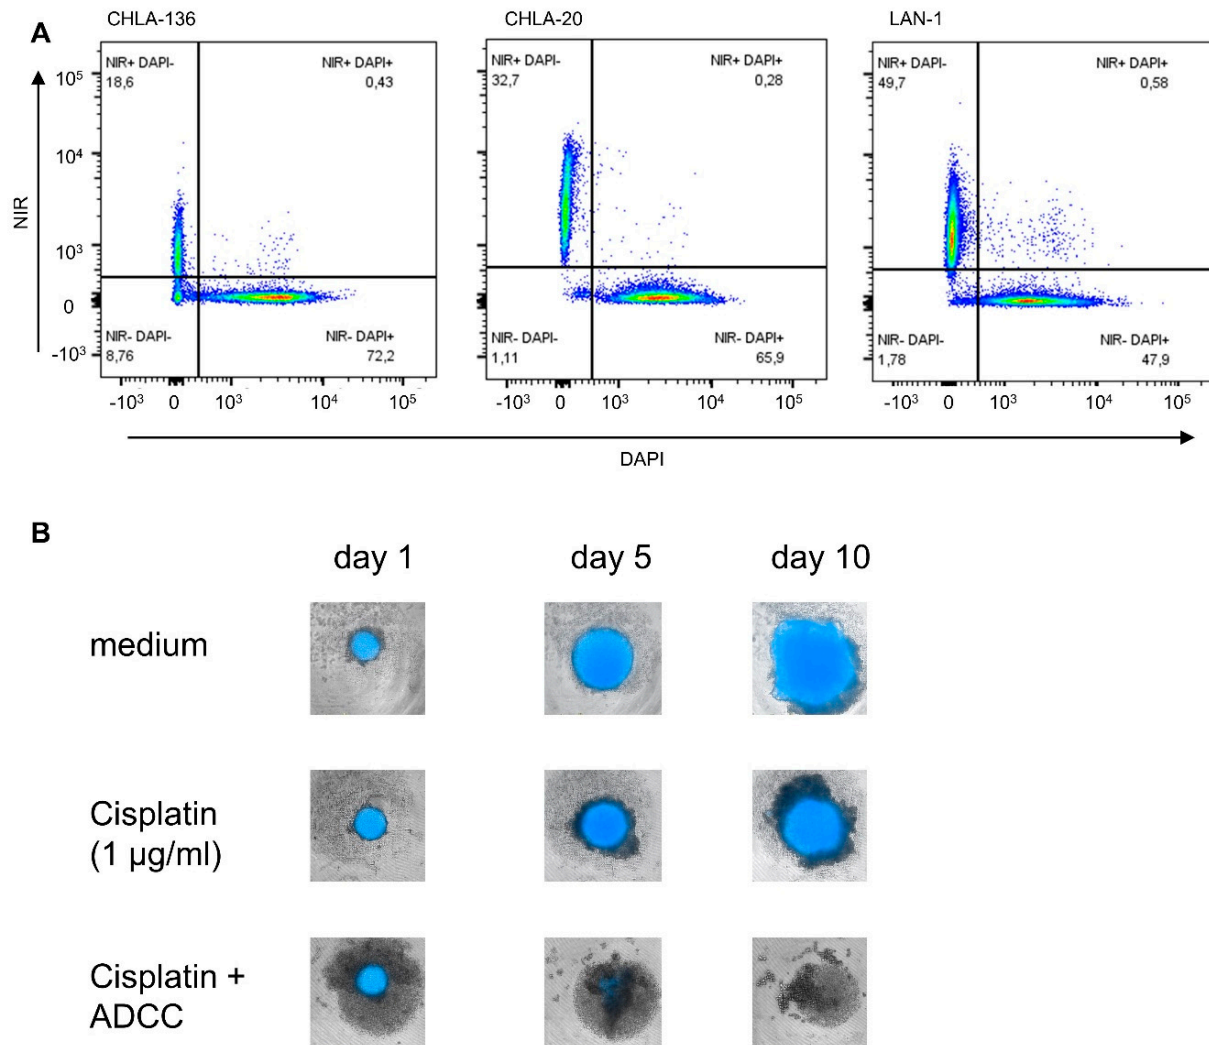 A
CHLA-136
CHLA-20
LAN-1
NIR+ DAPI-
18,6
NIR+ DAPI+
0,43
NIR+ DAPI-
32,7
NIR+ DAPI+
0,28
NIR+ DAPI-
49,7
NIR+ DAPI+
0,58
10⁵
10⁴
10³
0
-10³
NIR
NIR- DAPI-
8,76
NIR- DAPI+
72,2
NIR- DAPI-
1,11
NIR- DAPI+
65,9
NIR- DAPI-
1,78
NIR- DAPI+
47,9
-10³ 0 10³ 10⁴ 10⁵
-10³ 0 10³ 10⁴ 10⁵
-10³ 0 10³ 10⁴ 10⁵
DAPI
B
day 1
day 5
day 10
medium
Cisplatin
(1 µg/ml)
Cisplatin +
ADCC